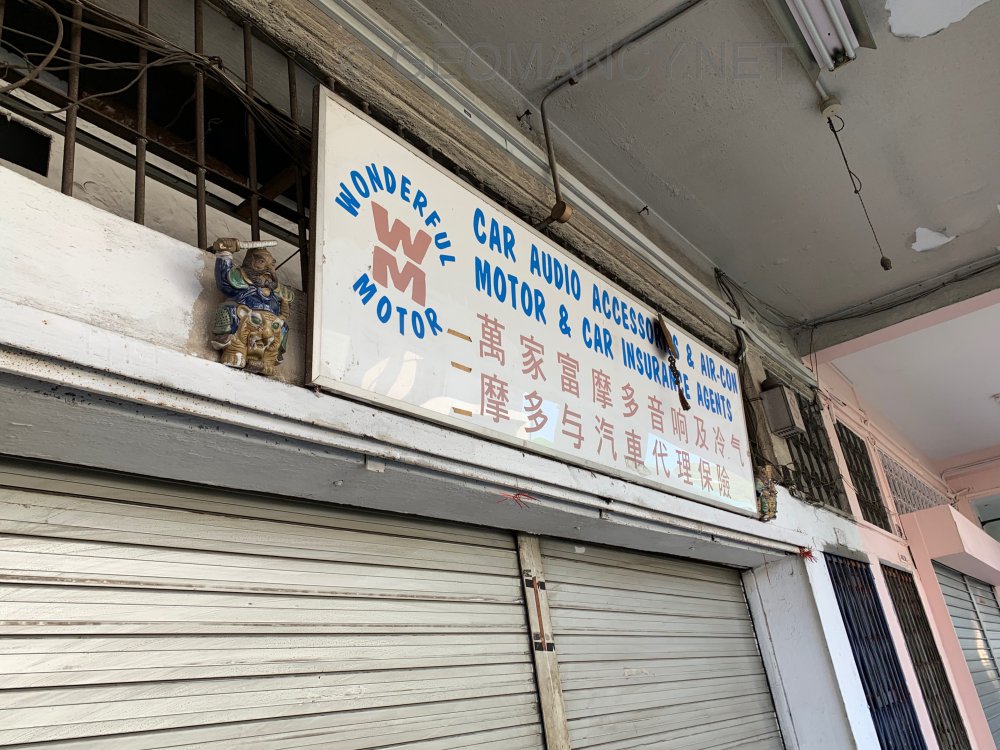 © GEOMANCY.NET
WONDERFUL
WM
MOTOR
CAR AUDIO ACCESSORIES & AIR-CON
MOTOR & CAR INSURANCE AGENTS
萬家富摩多音响及冷气
摩多与汽車代理保險